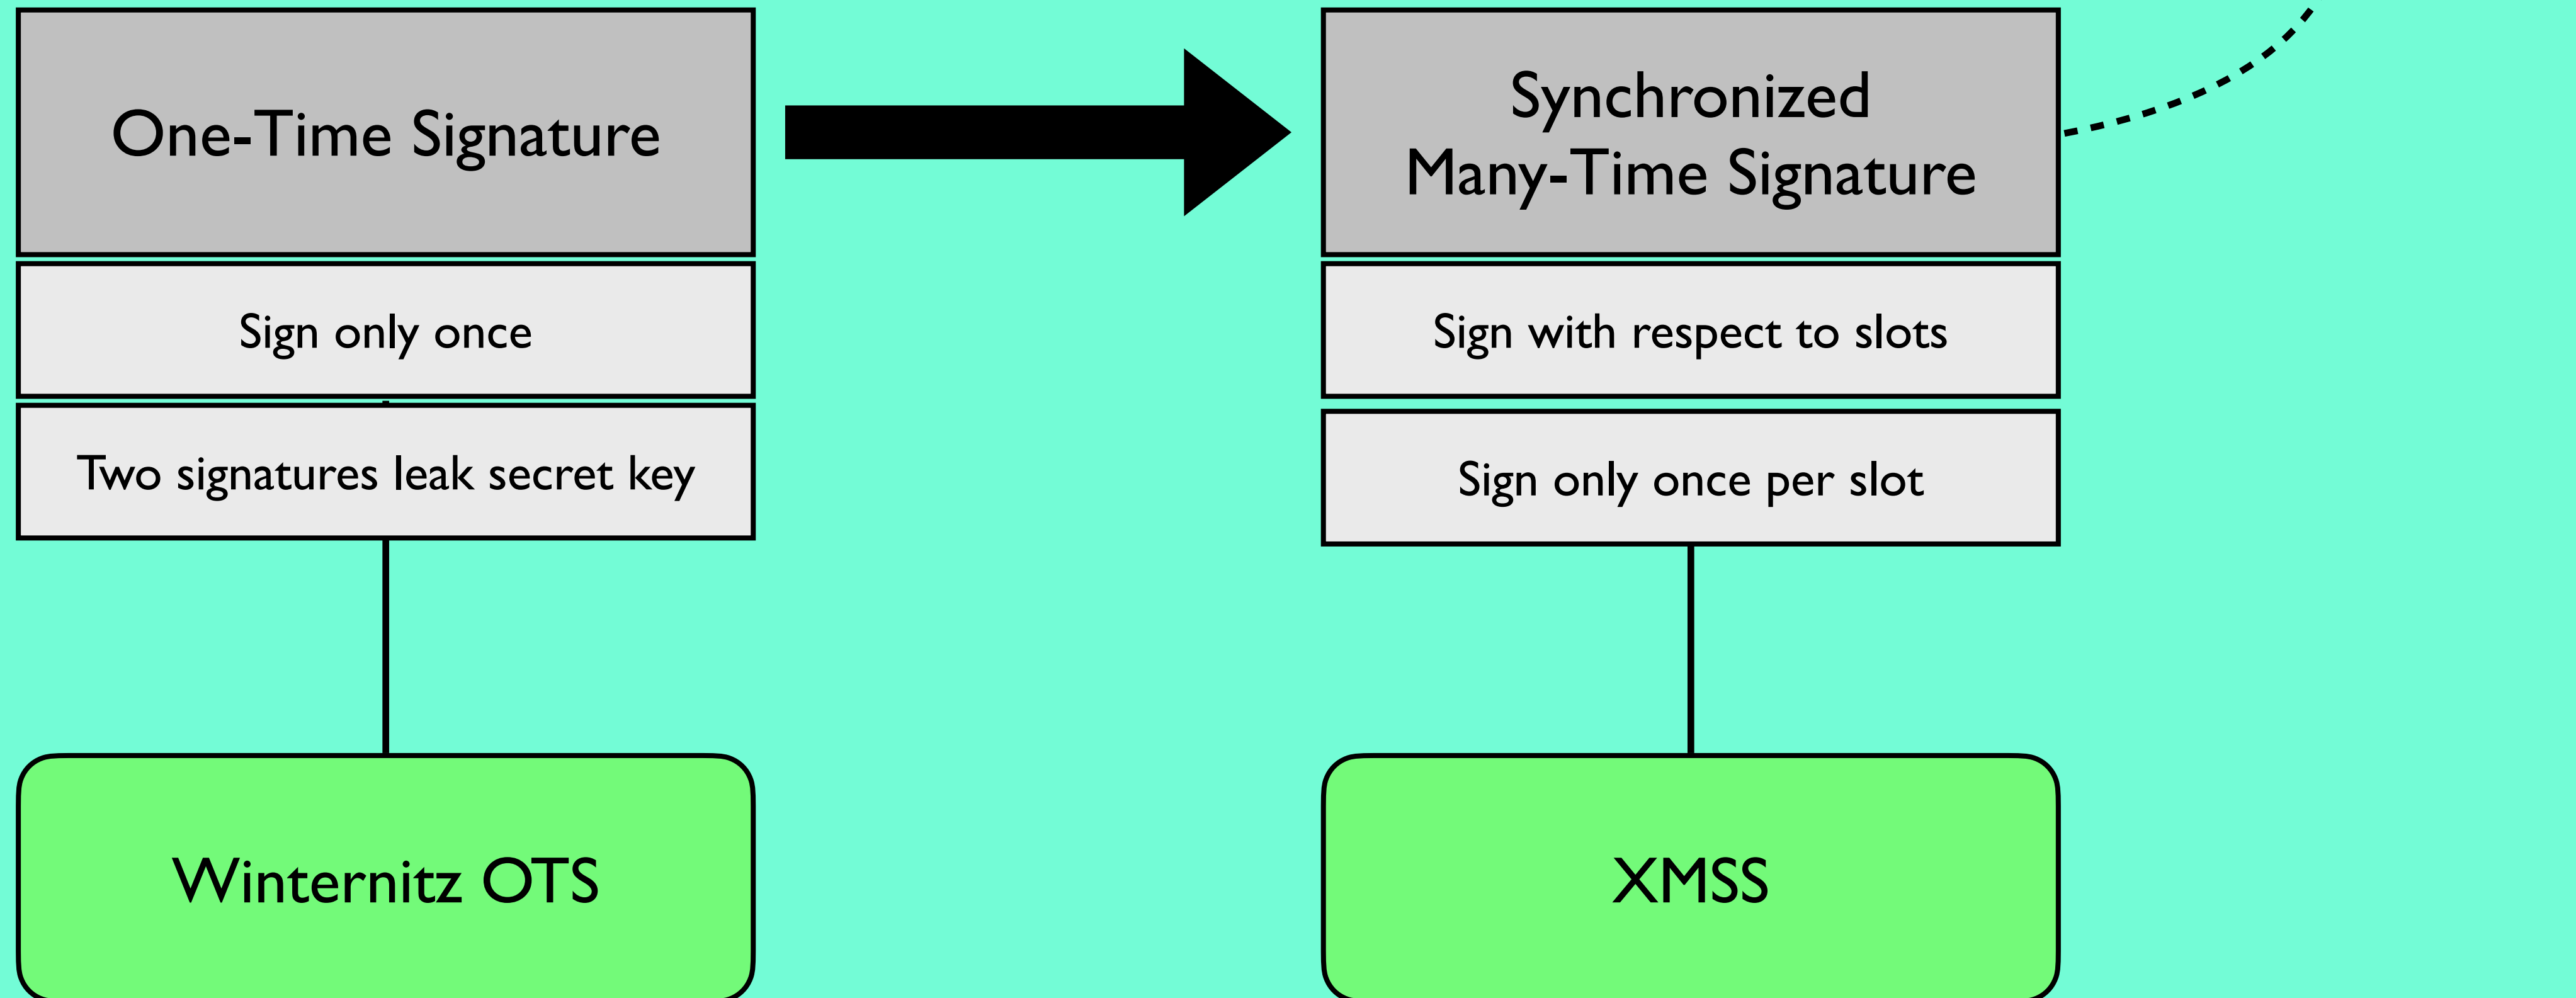 One-Time Signature
Sign only once
Two signatures leak secret key
Winternitz OTS
Synchronized
Many-Time Signature
Sign with respect to slots
Sign only once per slot
XMSS